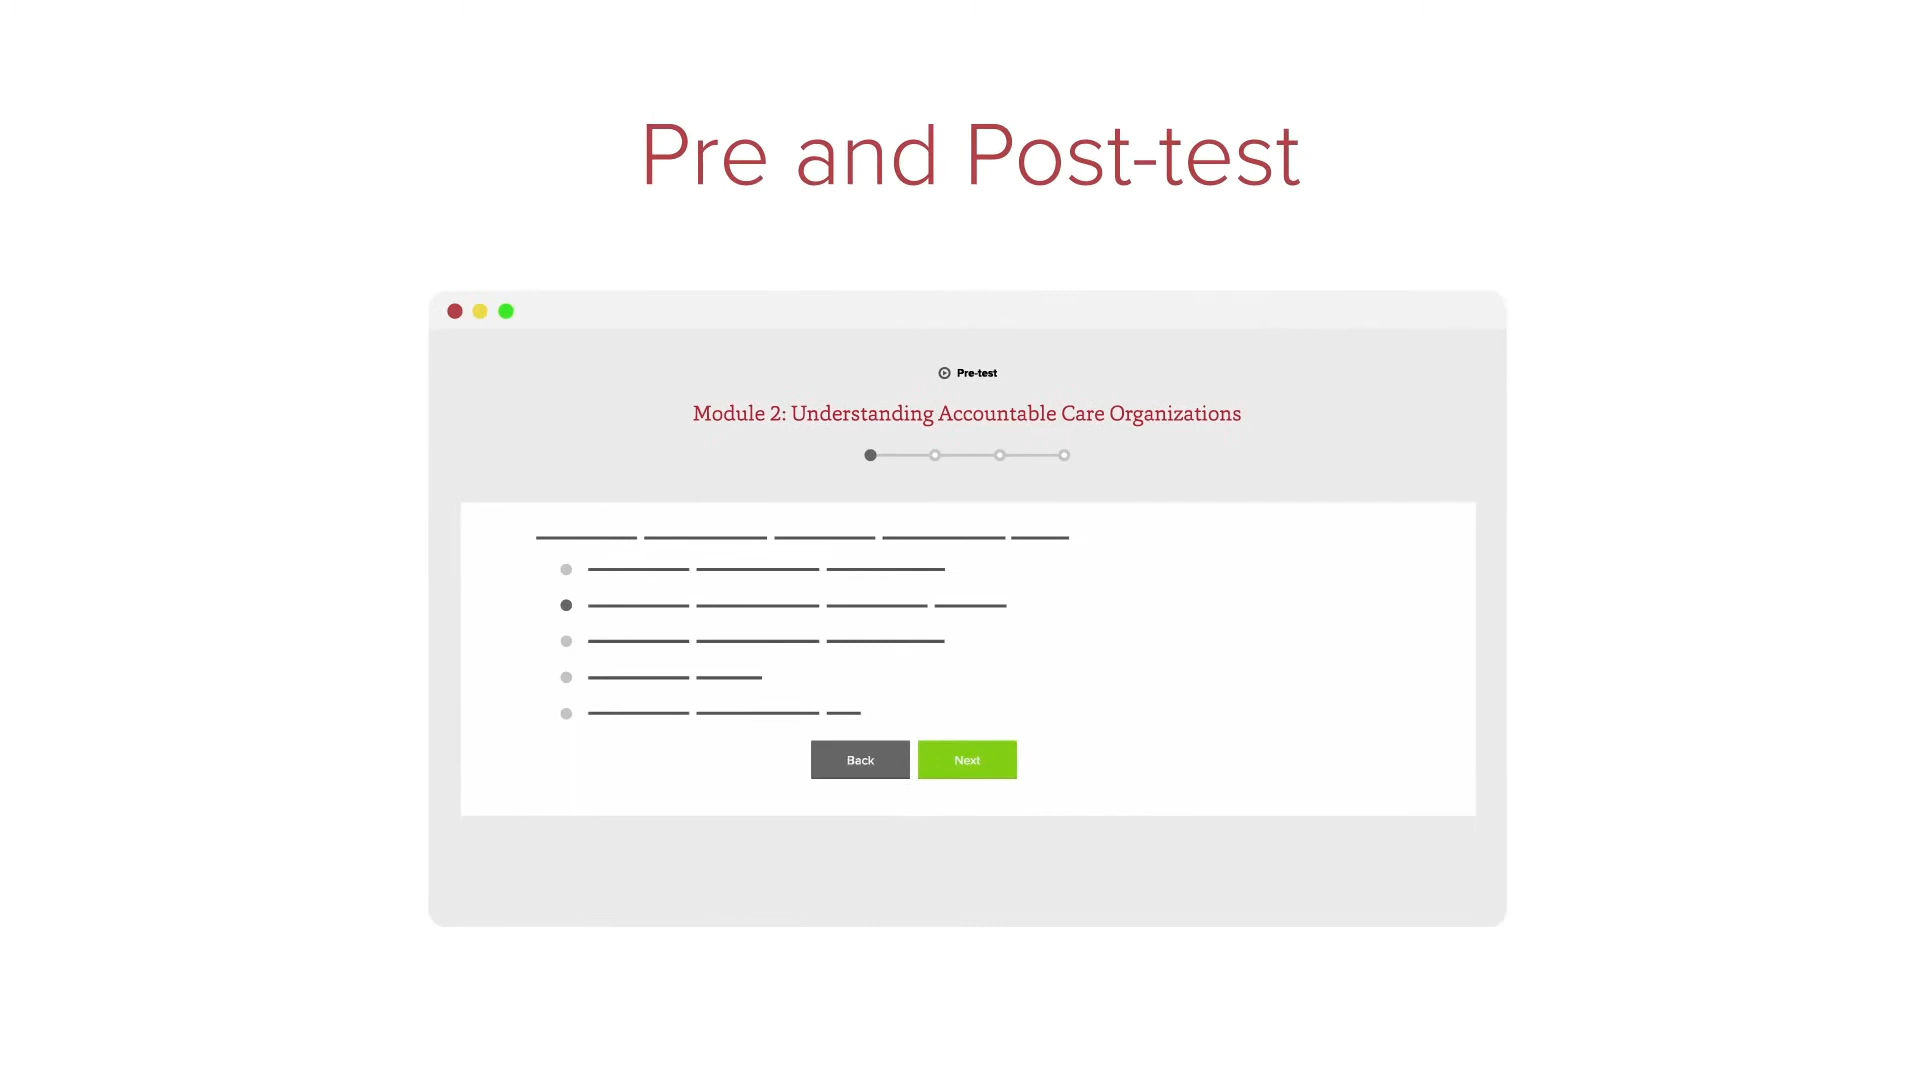 Pre and Post-test
Pre-test
Module 2: Understanding Accountable Care Organizations
Back
Next